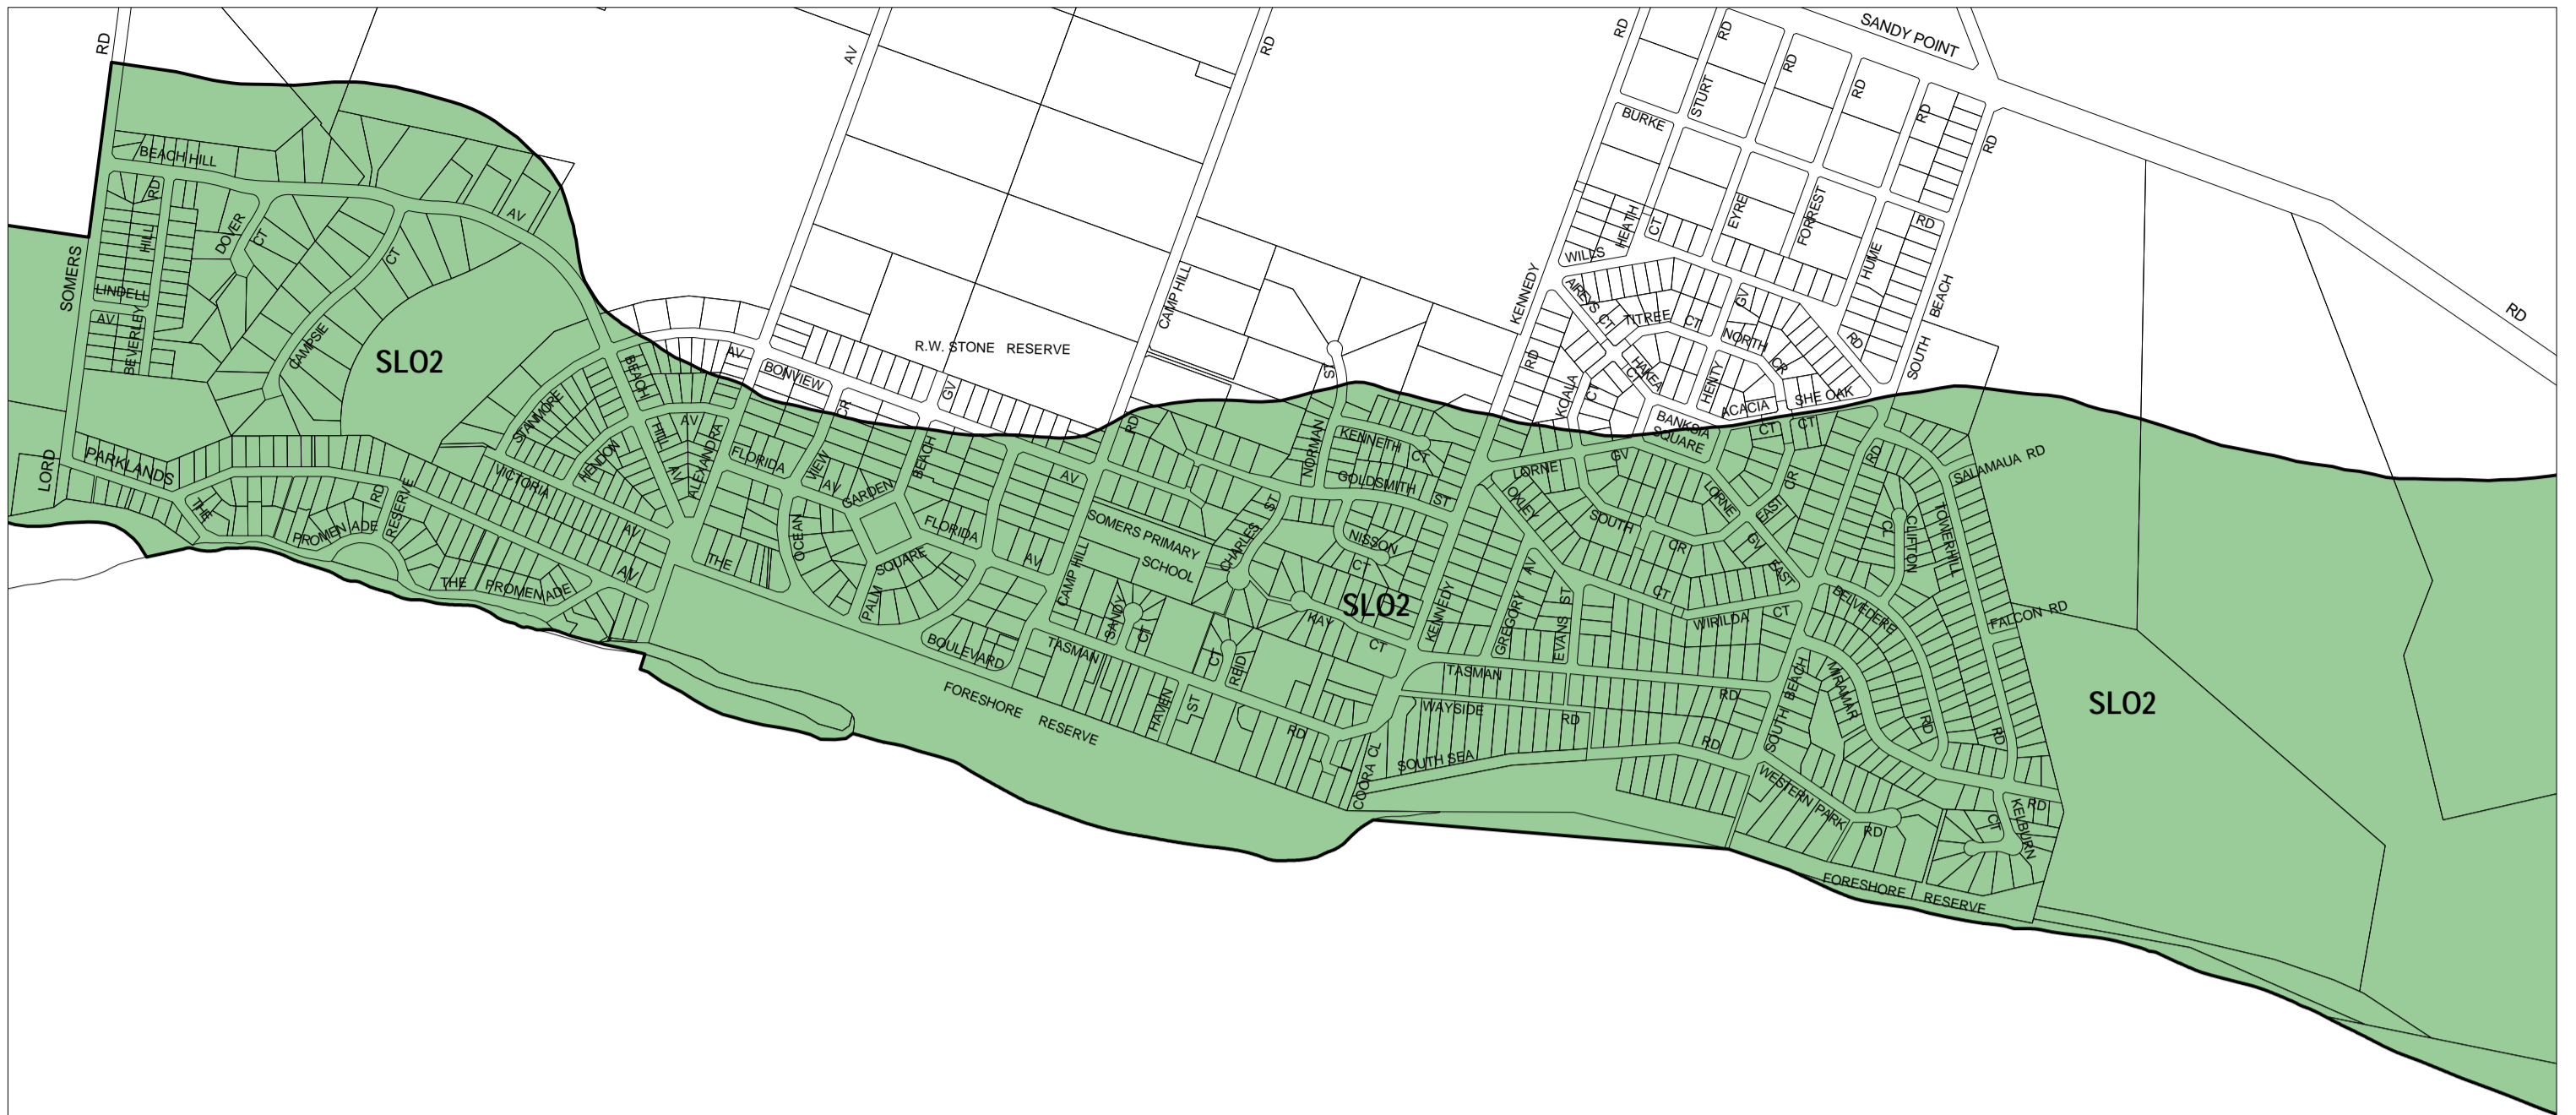 RD
AV
RD
RD
SANDY POINT
RD
RD
RD
RD
STURT
BURKE
RD
BEACH HILL
RD
AV
DOVER
CT
HILL
CT
HEATH
CT
EYRE
FORREST
RD
HUME
WILLS
SOMERS
LINDELL
AV
BEVERLEY
CAMPSIE
SLO2
CAMP HILL
KENNEDY
AIREYS
CT
TITREE
CT
GV
NORTH
CR
RD
BEACH
SOUTH
RD
R.W. STONE RESERVE
AV
BONVIEW
CR
GV
ST
RD
KOALA
CT
HAKEA
CT
HENTY
ACACIA
SHE OAK
BANKSIA
SQUARE
CT
CT
BEACH
STANMORE
HILL
AV
AV
HENDON
ALEXANDRA
FLORIDA
VIEW
AV
BEACH
GARDEN
RD
AV
NORMAN
KENNETH
CT
GOLDSMITH
ST
LORNE
GV
OXLEY
SOUTH
CR
LORNE
EAST
CR
GV
EAST
RD
SALAMAUA RD
LORD
PARKLANDS
THE
RD
RESERVE
PROMENADE
VICTORIA
AV
AV
THE PROMENADE
THE
OCEAN
FLORIDA
SQUARE
PALM
AV
SOMERS PRIMARY
SCHOOL
CHARLES
ST
NISSON
CT
CAMP HILL
SANDY
CT
SLO2
KAY
CT
KENNEDY
GREGORY
AV
EVANS
ST
CT
WIRILDA
CT
CL
CLIFTON
TOWERHILL
BELVEDERE
FALCON RD
BOULEVARD
TASMAN
CT
REID
FORESHORE RESERVE
HAVEN
ST
RD
TASMAN
RD
WAYSIDE
RD
SOUTH SEA
RD
COORA CL
SOUTH
BEACH
MIRAMAR
RD
RD
SLO2
WESTERN PARK
RD
RD
KELBURN
CT
FORESHORE RESERVE